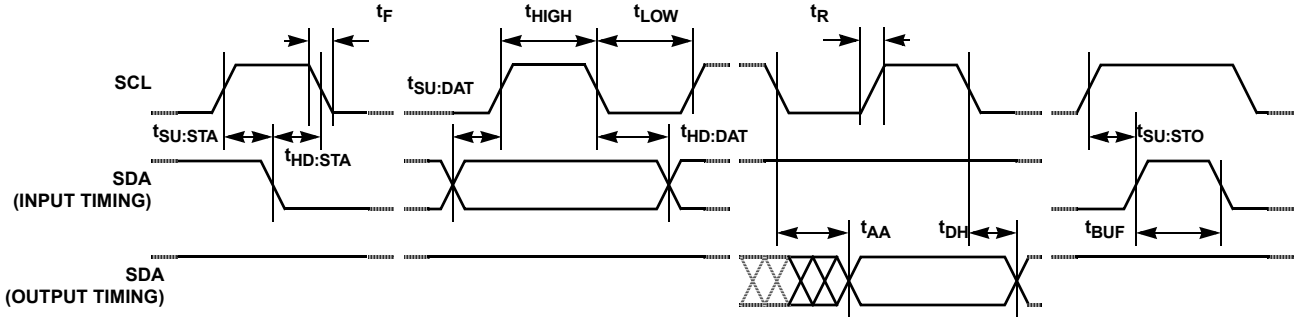 tF
tHIGH
tLOW
tR
SCL
tSU:DAT
tSU:STA
tHD:STA
tHD:DAT
tSU:STO
SDA
(INPUT TIMING)
tAA
tDH
tBUF
SDA
(OUTPUT TIMING)